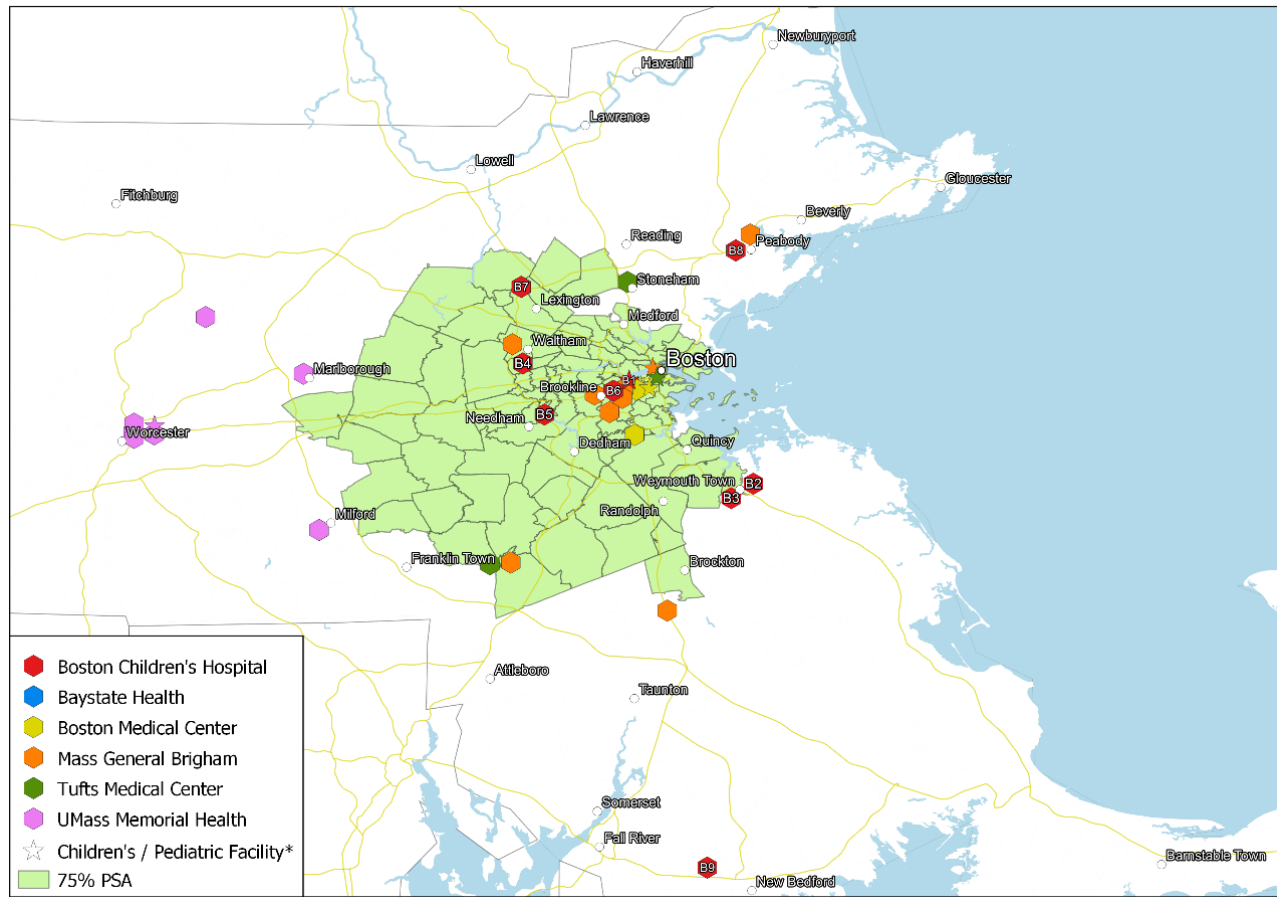 Newburyport
Haverhill
Lawrence
Lowell
Gloucester
Fitchburg
Beverly
Reading
B8
Peabody
Stoneham
B7
Lexington
Medford
Waltham
Boston
B4
Marlborough
B1
Brookline
B6
B5
Needham
Worcester
Dedham
Quincy
Weymouth Town
B2
B3
Randolph
Milford
Franklin Town
Brockton
Attleboro
Taunton
Somerset
Fall River
B9
Barnstable Town
New Bedford
Boston Children's Hospital
Baystate Health
Boston Medical Center
Mass General Brigham
Tufts Medical Center
UMass Memorial Health
Children's / Pediatric Facility*
75% PSA